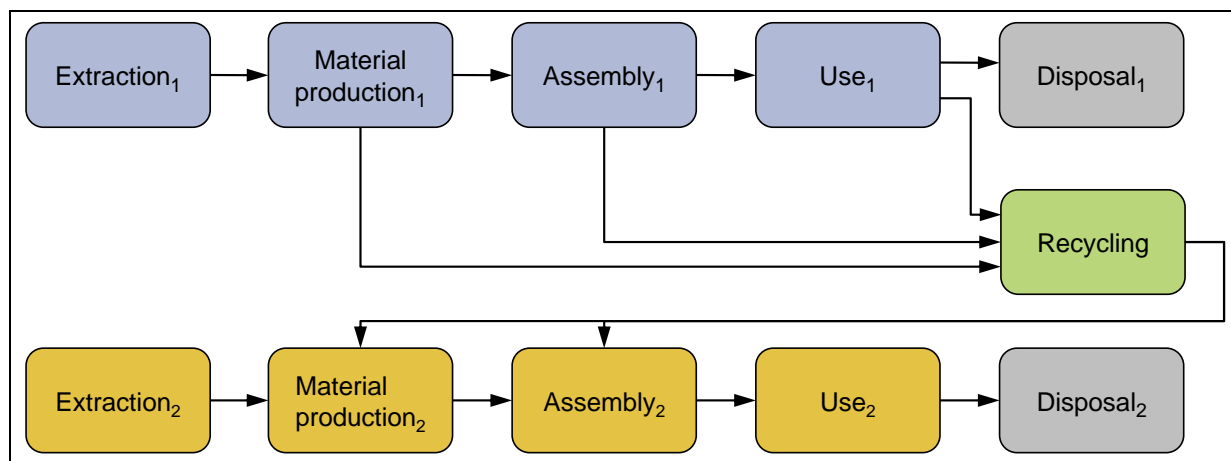 Extraction₁
Material
production₁
Assembly₁
Use₁
Disposal₁
Recycling
Extraction₂
Material
production₂
Assembly₂
Use₂
Disposal₂